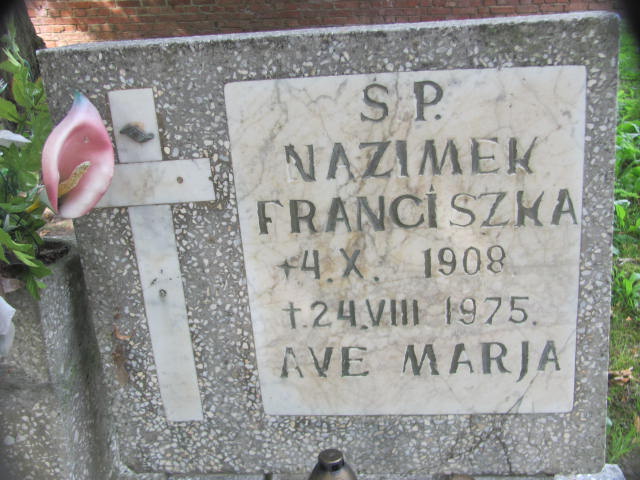 S P.
NAZIMEK
FRANCISZKA
+4. X. 1908.
†.24.VIII 1975.
AVE MARJA